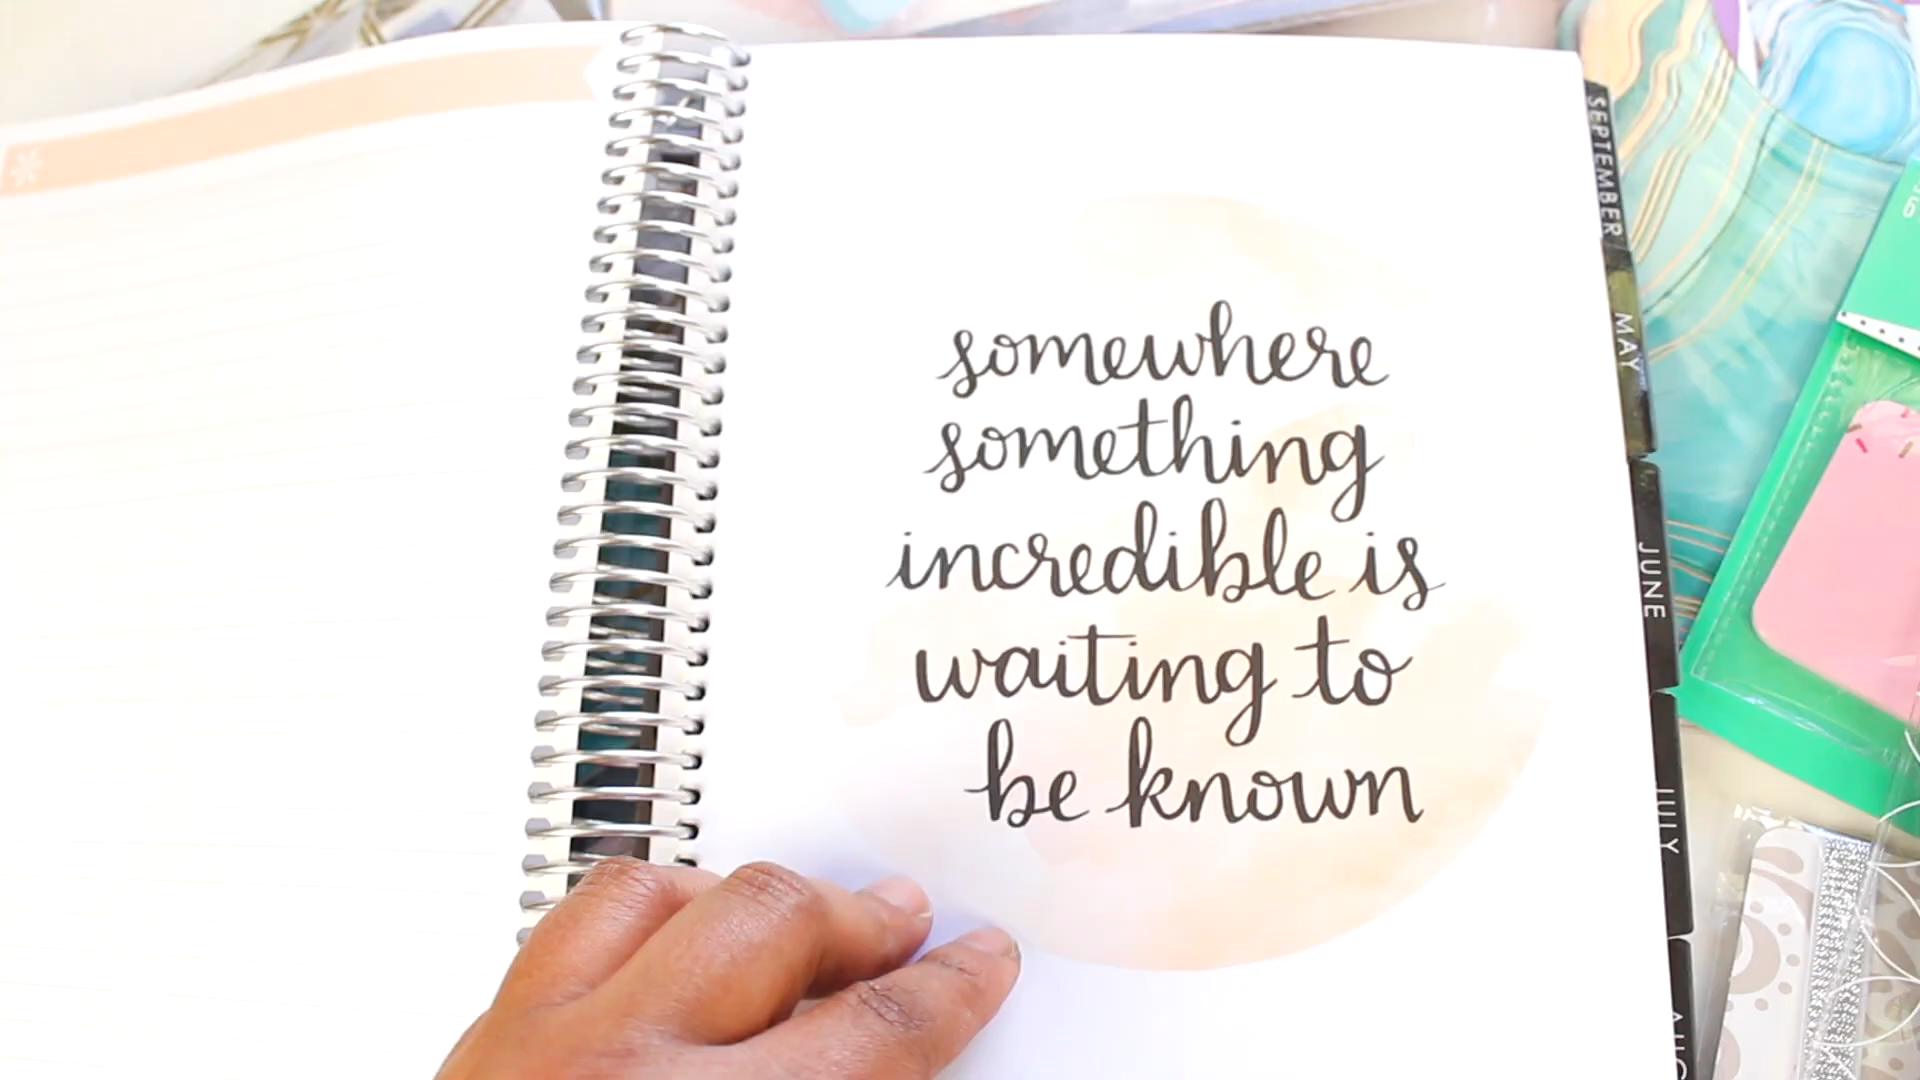 somewhere
something
incredible is
waiting to
be known
SEPTEMBER
MAY
JUNE
JULY